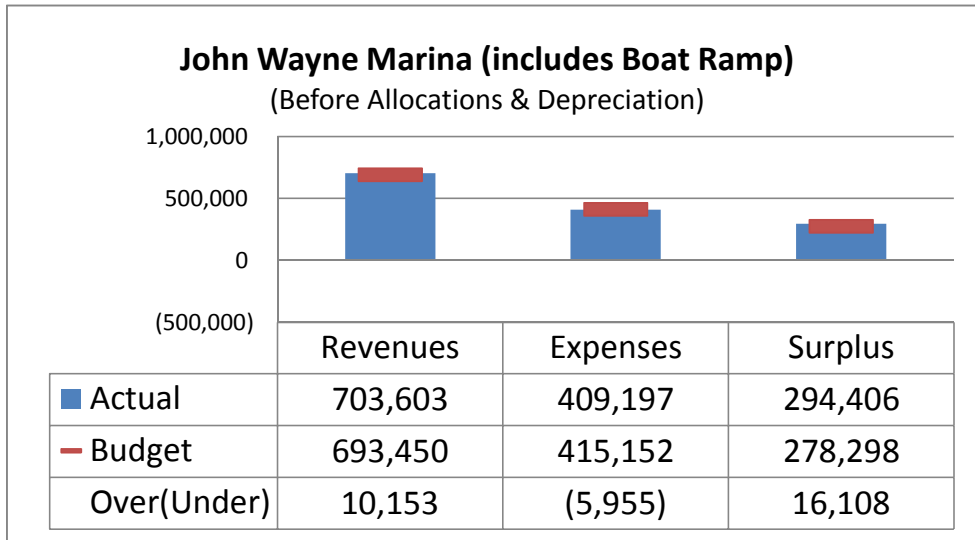 John Wayne Marina (includes Boat Ramp)
(Before Allocations & Depreciation)
1,000,000
500,000
0
(500,000)
Revenues Expenses Surplus
Actual 703,603 409,197 294,406
Budget 693,450 415,152 278,298
Over(Under) 10,153 (5,955) 16,108